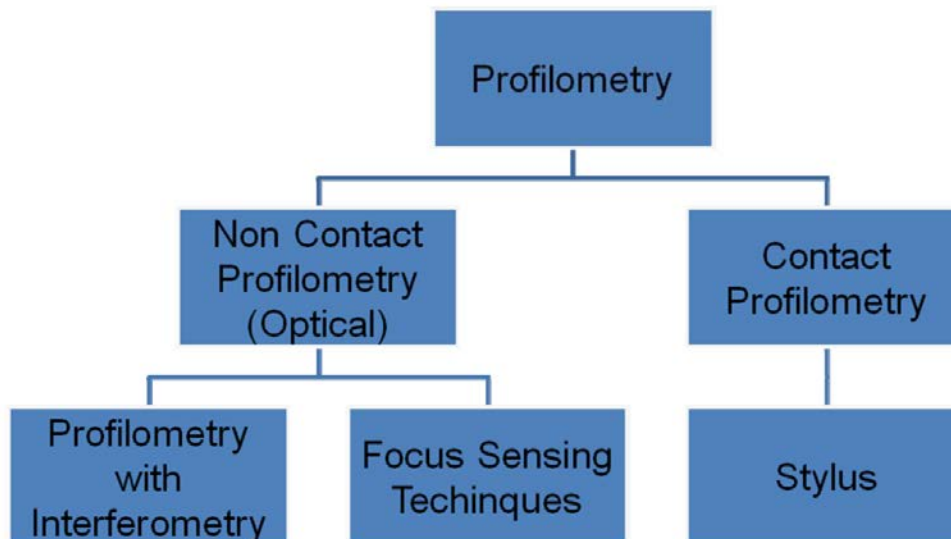 Profilometry
Non Contact
Profilometry
(Optical)
Contact
Profilometry
Profilometry
with
Interferometry
Focus Sensing
Techinques
Stylus